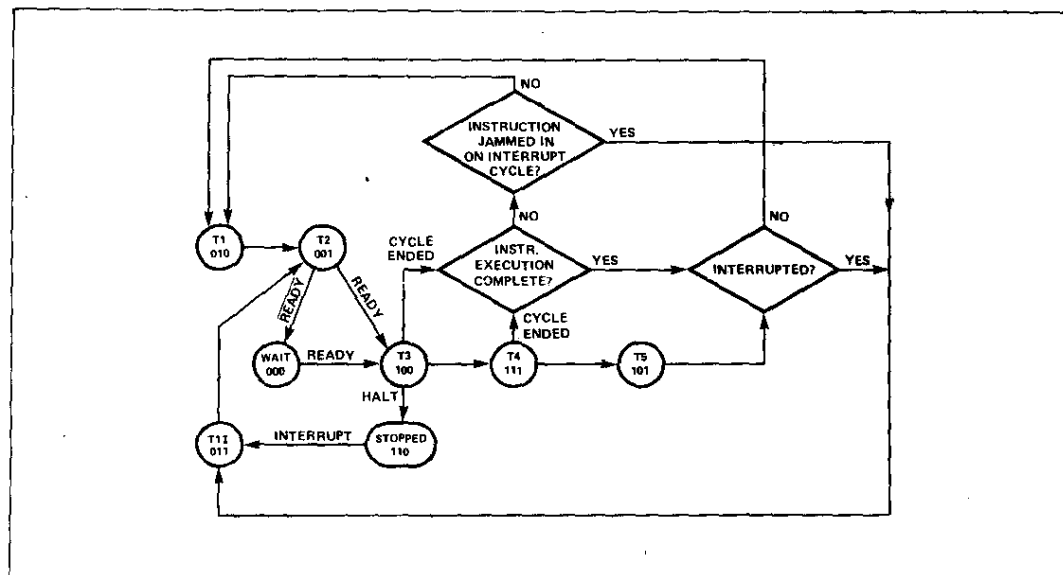 NO
INSTRUCTION
JAMMED IN
ON INTERRUPT
CYCLE?
YES
T1
010
T2
001
CYCLE
ENDED
NO
INSTR.
EXECUTION
COMPLETE?
YES
NO
INTERRUPTED?
YES
READY
READY
CYCLE
ENDED
WAIT
000
READY
T3
100
T4
111
T5
101
HALT
T1I
011
INTERRUPT
STOPPED
110